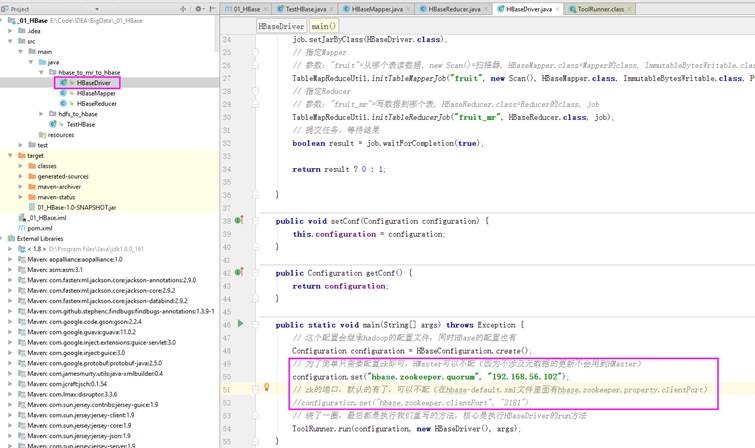 Project
_01_HBase E:\Code\IDEA\BigData\_01_HBase
.idea
src
main
java
hbase_to_mr_to_hbase
HBaseDriver
HBaseMapper
HBaseReducer
hdfs_to_hbase
TestHBase
resources
test
target
classes
generated-sources
maven-archiver
maven-status
01_HBase-1.0-SNAPSHOT.jar
_01_HBase.iml
pom.xml
External Libraries
< 1.8 > D:\Program Files\Java\jdk1.8.0_161
Maven: aopalliance:aopalliance:1.0
Maven: asm:asm:3.1
Maven: com.fasterxml.jackson.core:jackson-annotations:2.9.0
Maven: com.fasterxml.jackson.core:jackson-core:2.9.2
Maven: com.fasterxml.jackson.core:jackson-databind:2.9.2
Maven: com.github.stephenc.findbugs:findbugs-annotations:1.3.9-1
Maven: com.google.code.gson:gson:2.2.4
Maven: com.google.guava:guava:11.0.2
Maven: com.google.inject.extensions:guice-servlet:3.0
Maven: com.google.inject:guice:3.0
Maven: com.google.protobuf:protobuf-java:2.5.0
Maven: com.jamesmurty.utils:java-xmlbuilder:0.4
Maven: com.jcraft:jsch:0.1.54
Maven: com.lmax:disruptor:3.3.6
Maven: com.sun.jersey.contribs:jersey-guice:1.9
Maven: com.sun.jersey:jersey-client:1.9
Maven: com.sun.jersey:jersey-core:1.9
Maven: com.sun.jersey:jersey-json:1.9
Maven: com.sun.jersey:jersey-server:1.9
01_HBase TestHBase.java HBaseMapper.java HBaseReducer.java HBaseDriver.java ToolRunner.class
HBaseDriver main()
24 job.setJarByClass(HBaseDriver.class);
25 // 指定Mapper
26 // 参数："fruit"=从哪个表读数据, new Scan()=扫描器, HBaseMapper.class=Mapper的class, ImmutableBytesWritable.clas
27 TableMapReduceUtil.initTableMapperJob("fruit", new Scan(), HBaseMapper.class, ImmutableBytesWritable.class, P
28 // 指定Reducer
29 // 参数："fruit_mr"=写数据到哪个表, HBaseReducer.class=Reducer的class, job
30 TableMapReduceUtil.initTableReducerJob("fruit_mr", HBaseReducer.class, job);
31 // 提交任务，等待结果
32 boolean result = job.waitForCompletion(true);
33
34 return result ? 0 : 1;
35
36 }
37
38 public void setConf(Configuration configuration) {
39 this.configuration = configuration;
40 }
41
42 public Configuration getConf() {
43 return configuration;
44 }
45
46 public static void main(String[] args) throws Exception {
47 // 这个配置会继承hadoop的配置文件，同时HBase的配置也有
48 Configuration configuration = HBaseConfiguration.create();
49 // 为了简单只需要配置zk即可，HMaster可以不配（因为不涉及元数据的更新不会用到HMaster）
50 configuration.set("hbase.zookeeper.quorum", "192.168.56.102");
51 // zk的端口，默认的有了，可以不配（在hbase-default.xml文件里面有hbase.zookeeper.property.clientPort）
52 //configuration.set("hbase.zookeeper.clientPort", "2181");
53 // 绕了一圈，最后都是执行我们重写的方法，核心是执行HBaseDriver的run方法
54 ToolRunner.run(configuration, new HBaseDriver(), args);
55 }